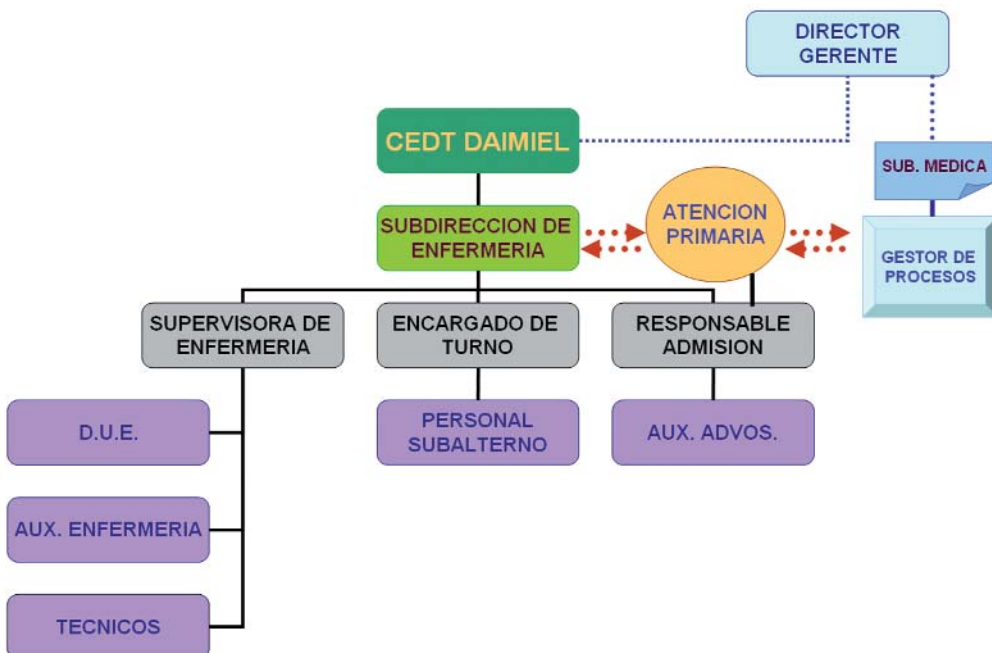 DIRECTOR
GERENTE
CEDT DAIMIEL
SUB. MEDICA
SUBDIRECCION DE
ENFERMERIA
ATENCION
PRIMARIA
GESTOR DE
PROCESOS
SUPERVISORA DE
ENFERMERIA
ENCARGADO DE
TURNO
RESPONSABLE
ADMISION
D.U.E.
PERSONAL
SUBALTERNO
AUX. ADVOS.
AUX. ENFERMERIA
TECNICOS